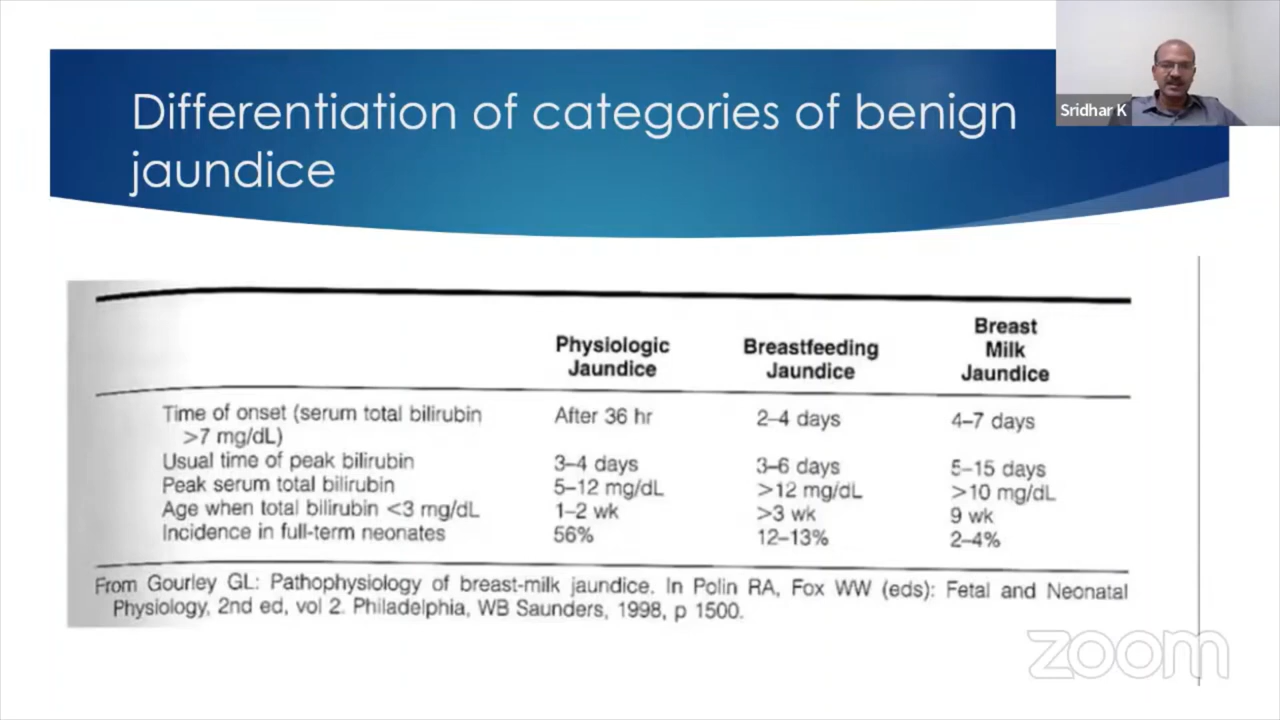 Differentiation of categories of benign
jaundice
Sridhar K
Physiologic
Jaundice
Breastfeeding
Jaundice
Breast
Milk
Jaundice
Time of onset (serum total bilirubin
>7 mg/dL)
After 36 hr
2–4 days
4–7 days
Usual time of peak bilirubin
3–4 days
3–6 days
5–15 days
Peak serum total bilirubin
5–12 mg/dL
>12 mg/dL
>10 mg/dL
Age when total bilirubin <3 mg/dL
1–2 wk
>3 wk
9 wk
Incidence in full-term neonates
56%
12–13%
2–4%
From Gourley GL: Pathophysiology of breast-milk jaundice. In Polin RA, Fox WW (eds): Fetal and Neonatal
Physiology, 2nd ed, vol 2. Philadelphia, WB Saunders, 1998, p 1500.
zoom